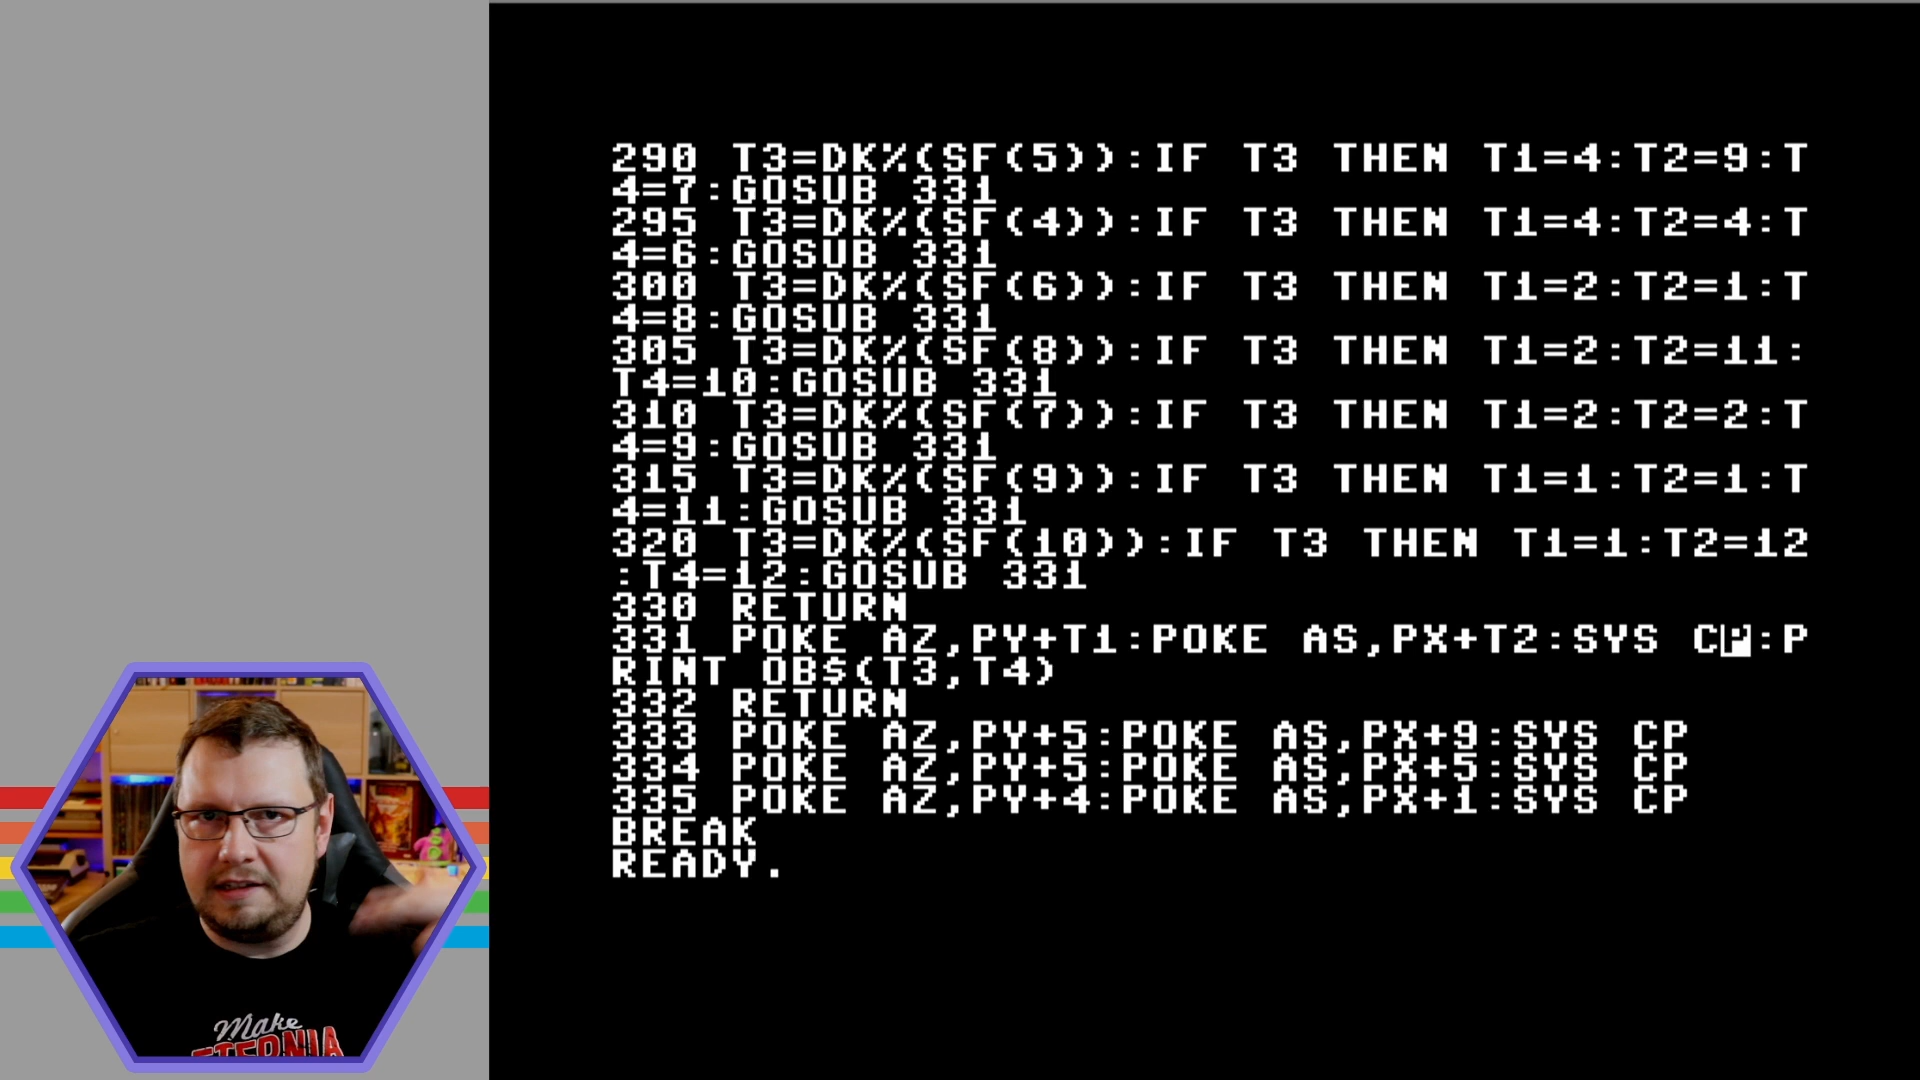 290 T3=DK%(SF(5)):IF T3 THEN T1=4:T2=9:T
4=7:GOSUB 331
295 T3=DK%(SF(4)):IF T3 THEN T1=4:T2=4:T
4=6:GOSUB 331
300 T3=DK%(SF(6)):IF T3 THEN T1=2:T2=1:T
4=8:GOSUB 331
305 T3=DK%(SF(8)):IF T3 THEN T1=2:T2=11:
T4=10:GOSUB 331
310 T3=DK%(SF(7)):IF T3 THEN T1=2:T2=2:T
4=9:GOSUB 331
315 T3=DK%(SF(9)):IF T3 THEN T1=1:T2=1:T
4=11:GOSUB 331
320 T3=DK%(SF(10)):IF T3 THEN T1=1:T2=12
:T4=12:GOSUB 331
330 RETURN
331 POKE AZ,PY+T1:POKE AS,PX+T2:SYS CP:P
RINT OB$(T3,T4)
332 RETURN
333 POKE AZ,PY+5:POKE AS,PX+9:SYS CP
334 POKE AZ,PY+5:POKE AS,PX+5:SYS CP
335 POKE AZ,PY+4:POKE AS,PX+1:SYS CP
BREAK
READY.
Make
ETERNIA